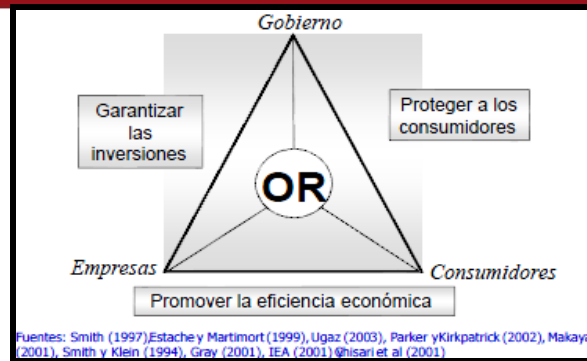 Gobierno
Garantizar
las
inversiones
Proteger a los
consumidores
OR
Empresas
Consumidores
Promover la eficiencia económica
Fuentes: Smith (1997),Estache y Martimort (1999), Ugaz (2003), Parker yKirkpatrick (2002), Makaya
(2001), Smith y Klein (1994), Gray (2001), IEA (2001) et al (2001)